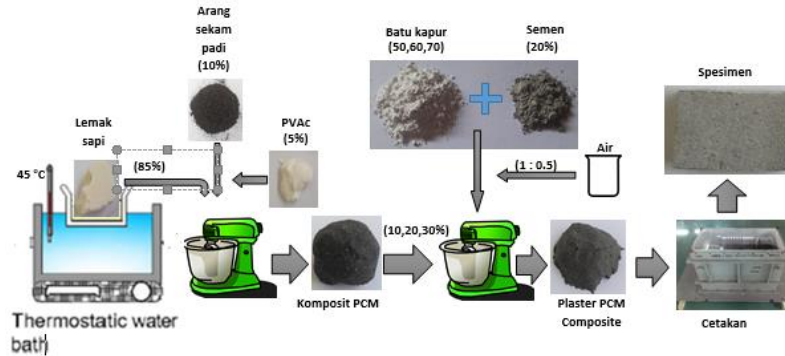 Arang
sekam
padi
(10%)
Batu kapur
(50,60,70)
Semen
(20%)
Spesimen
Lemak
sapi
(85%)
PVAc
(5%)
45 °C
Air
(1 : 0.5)
(10,20,30%)
Komposit PCM
Plaster PCM
Composite
Cetakan
Thermostatic water
bath